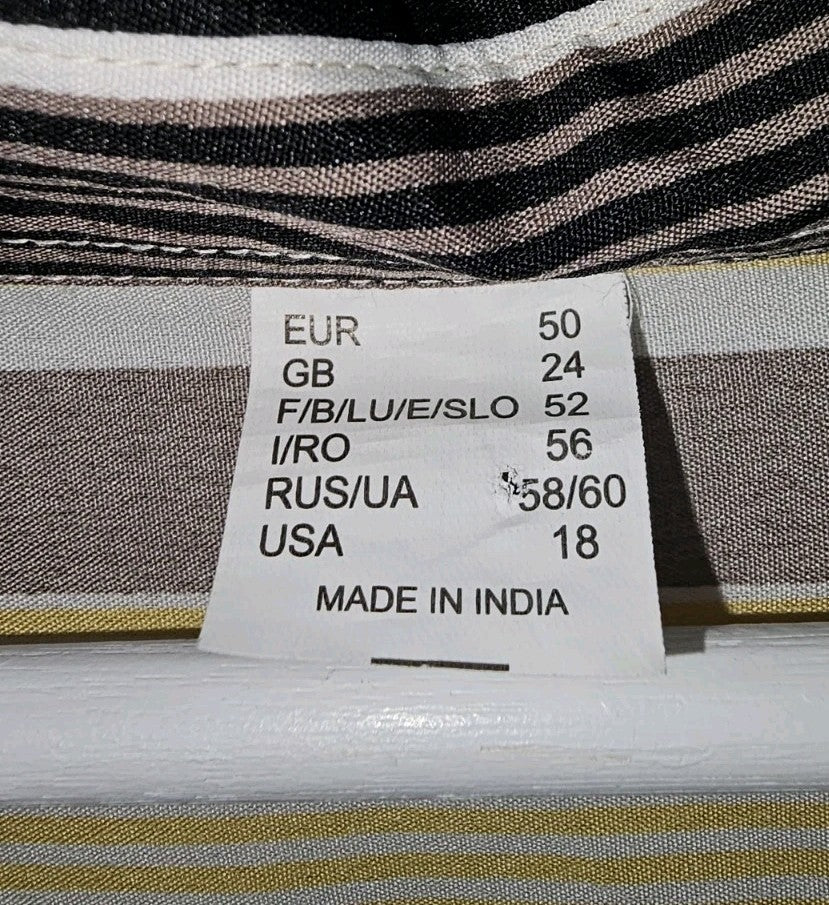 EUR 50
GB 24
F/B/LU/E/SLO 52
I/RO 56
RUS/UA 58/60
USA 18
MADE IN INDIA